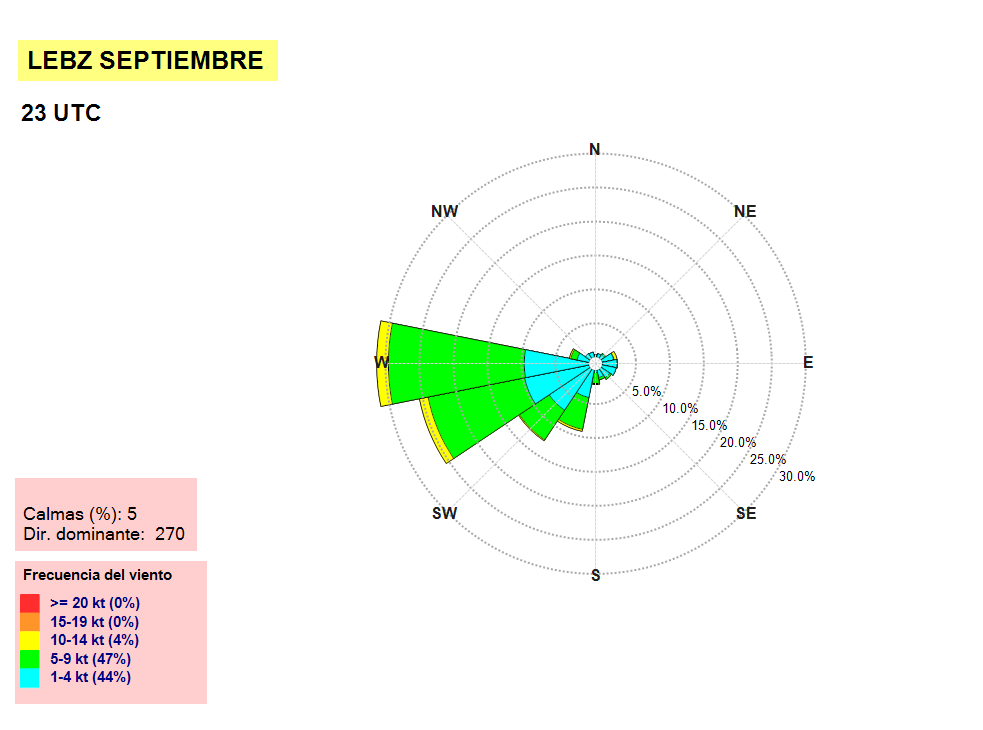 LEBZ SEPTIEMBRE
23 UTC
N
NW
NE
W
E
5.0%
10.0%
15.0%
20.0%
25.0%
30.0%
SW
SE
S
Calmas (%): 5
Dir. dominante: 270
Frecuencia del viento
>= 20 kt (0%)
15-19 kt (0%)
10-14 kt (4%)
5-9 kt (47%)
1-4 kt (44%)